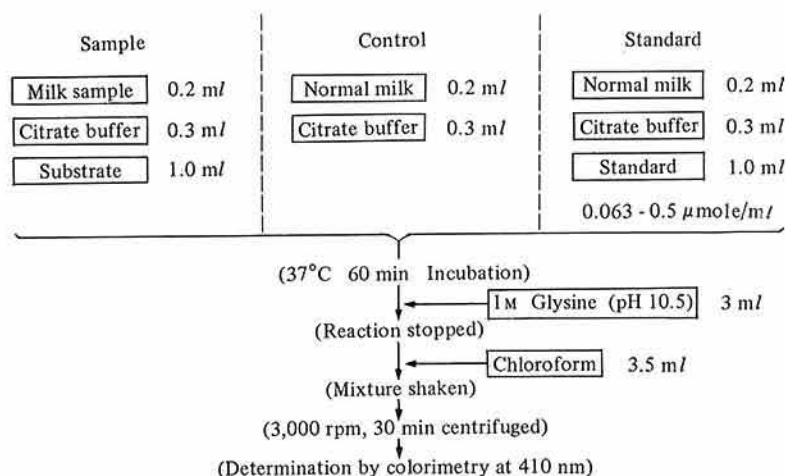 Sample
Milk sample 0.2 ml
Citrate buffer 0.3 ml
Substrate 1.0 ml
Control
Normal milk 0.2 ml
Citrate buffer 0.3 ml
Standard
Normal milk 0.2 ml
Citrate buffer 0.3 ml
Standard 1.0 ml
0.063 - 0.5 μmole/ml
(37°C 60 min Incubation)
1M Glysine (pH 10.5) 3 ml
(Reaction stopped)
Chloroform 3.5 ml
(Mixture shaken)
(3,000 rpm, 30 min centrifuged)
(Determination by colorimetry at 410 nm)